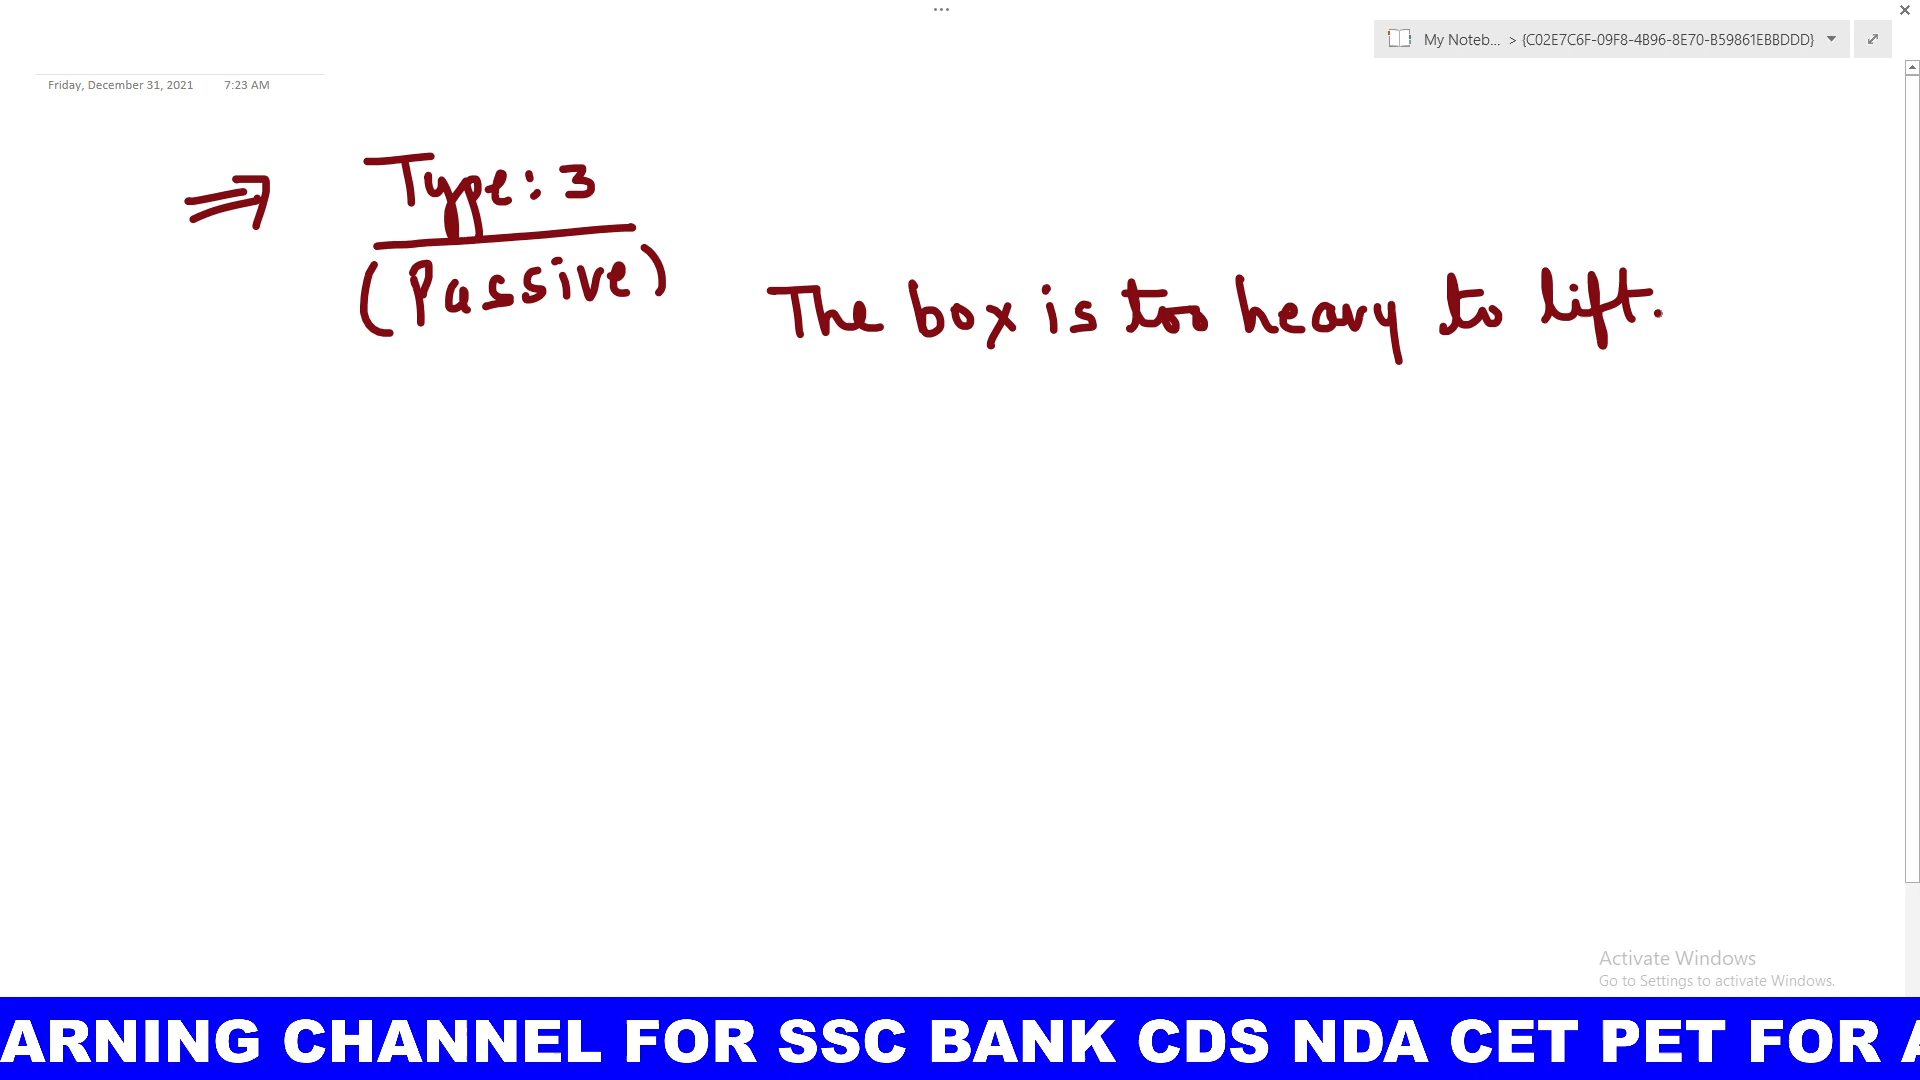 ...
My Noteb... > {C02E7C6F-09F8-4B96-8E70-B59861EBBDDD}
Friday, December 31, 2021 7:23 AM
⇒ Type: 3
(Passive)
The box is too heavy to lift.
Activate Windows
Go to Settings to activate Windows.
ARNING CHANNEL FOR SSC BANK CDS NDA CET PET FOR A